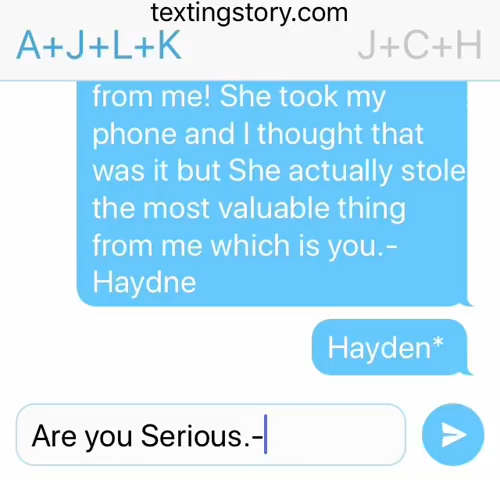 textingstory.com
A+J+L+K J+C+H
from me! She took my
phone and I thought that
was it but She actually stole
the most valuable thing
from me which is you.-
Haydne
Hayden*
Are you Serious.-